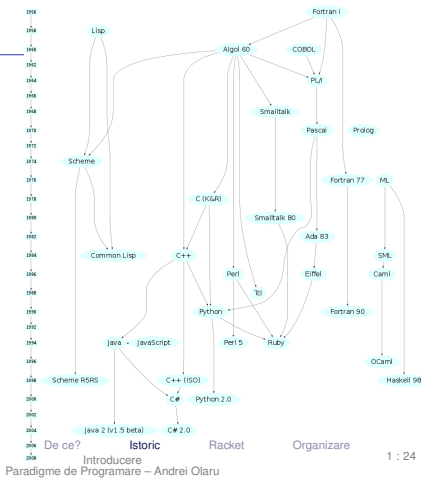 1956
Fortran I
1958
Lisp
1960
Algol 60
COBOL
1962
1964
PL/I
1966
1968
Smalltalk
1970
Pascal
Prolog
1972
1974
Scheme
1976
Fortran 77
ML
1978
C (K&R)
1980
Smalltalk 80
1982
Ada 83
1984
Common Lisp
C++
SML
1986
Perl
Eiffel
Caml
1988
Tcl
1990
Python
Fortran 90
1992
1994
Java - JavaScript
Perl 5
Ruby
1996
OCaml
1998
Scheme R5RS
C++ (ISO)
Haskell 98
2000
C#
Python 2.0
2002
2004
Java 2 (v1.5 beta)
C# 2.0
2006
De ce?
Istoric
Racket
Organizare
2008
Introducere
1 : 24
Paradigme de Programare – Andrei Olaru